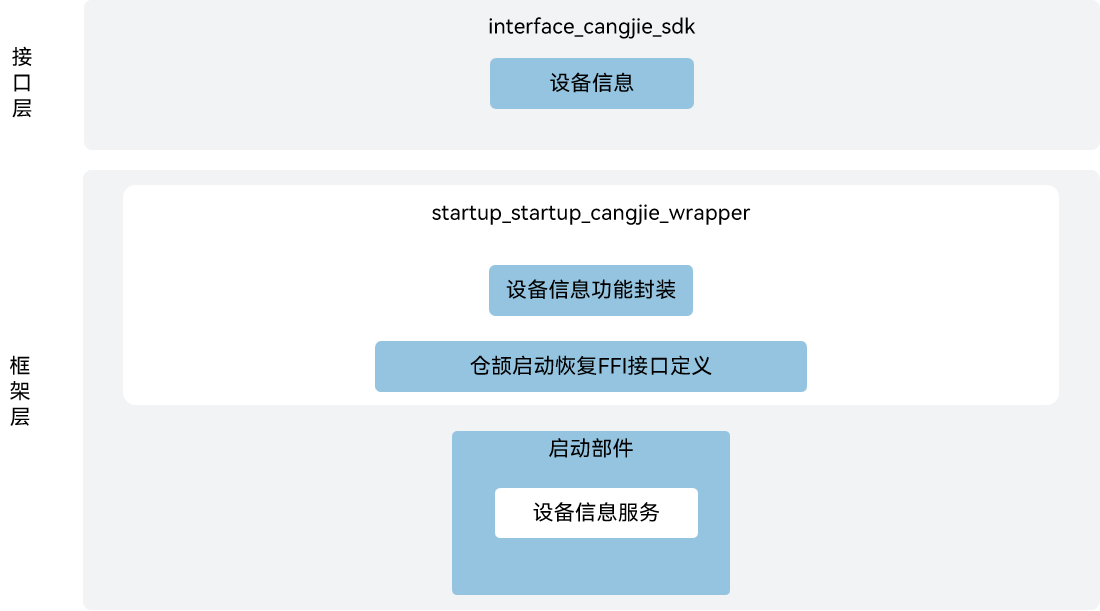 接口层
interface_cangjie_sdk
设备信息
框架层
startup_startup_cangjie_wrapper
设备信息功能封装
仓颉启动恢复FFI接口定义
启动部件
设备信息服务